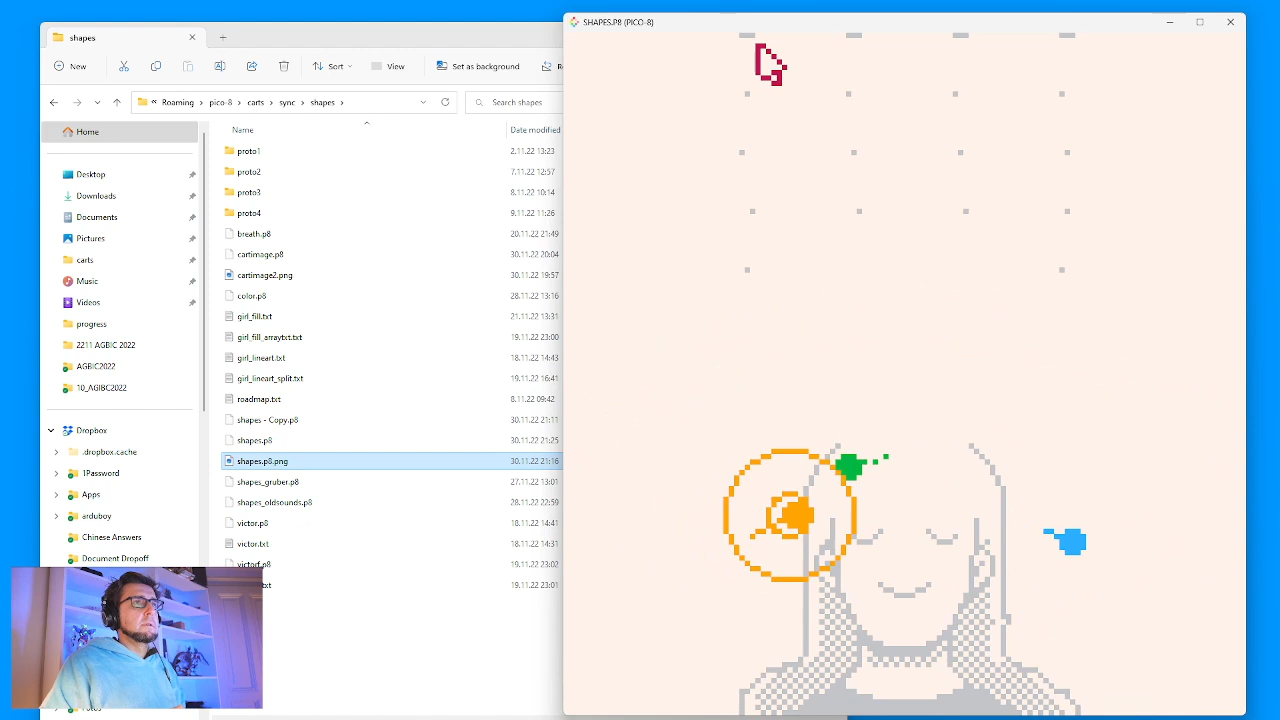 shapes
SHAPES.P8 (PICO-8)
Sort
View
Set as background
Roaming > pico-8 > carts > sync > shapes >
Search shapes
Home
Desktop
Downloads
Documents
Pictures
carts
Music
Videos
progress
2211 AGBIC 2022
AGBIC2022
10_AGIBC2022
Dropbox
.dropbox.cache
1Password
Apps
arqboy
Document Dropoff
Name
Date modified
proto1 2.11.22 13:23
proto2 7.11.22 12:57
proto3 8.11.22 10:14
proto4 9.11.22 11:26
breath.p8 20.11.22 21:49
cartimage.p8 30.11.22 20:04
cartimage2.png 30.11.22 19:57
color.p8 28.11.22 13:16
girl_fill.txt 21.11.22 13:31
girl_fill_arraytxt.txt 19.11.22 23:00
girl_lineart.txt 18.11.22 14:43
girl_lineart_split.txt 19.11.22 16:41
roadmap.txt 8.11.22 09:42
shapes - Copy.p8 30.11.22 21:11
shapes.p8 30.11.22 21:25
shapes.p8.png 30.11.22 21:16
shapes_gruber.p8 27.11.22 13:01
shapes_oldsounds.p8 28.11.22 22:59
victor.p8 18.11.22 14:41
victor.txt 18.11.22 14:31
19.11.22 23:02
19.11.22 23:01